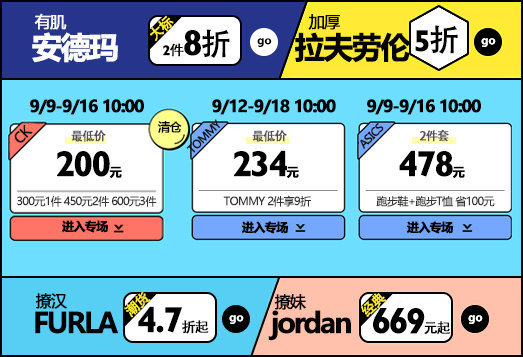 有肌
安德玛
大标
2件8折
go
加厚
拉夫劳伦
5折
go
9/9-9/16 10:00
CK
最低价
200元
300元1件 450元2件 600元3件
进入专场
清仓
9/12-9/18 10:00
TOMMY
最低价
234元
TOMMY 2件享9折
进入专场
9/9-9/16 10:00
ASICS
2件套
478元
跑步鞋+跑步T恤 省100元
进入专场
撩汉
FURLA
期货
4.7折起
go
撩妹
jordan
经典
669元起
go